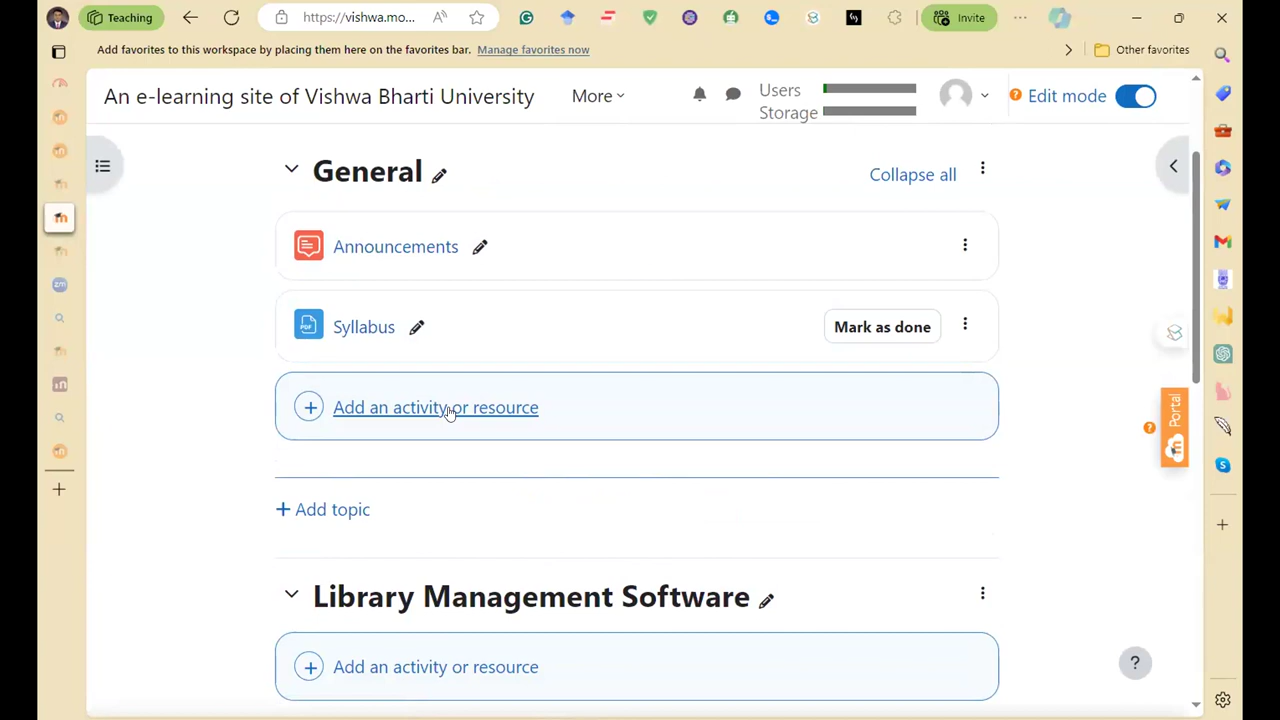 Teaching
https://vishwa.mo...
Invite
Add favorites to this workspace by placing them here on the favorites bar. Manage favorites now
Other favorites
An e-learning site of Vishwa Bharti University
More
Users
Storage
Edit mode
General
Collapse all
Announcements
Syllabus
Mark as done
Add an activity or resource
+ Add topic
Library Management Software
Add an activity or resource
Portal
?